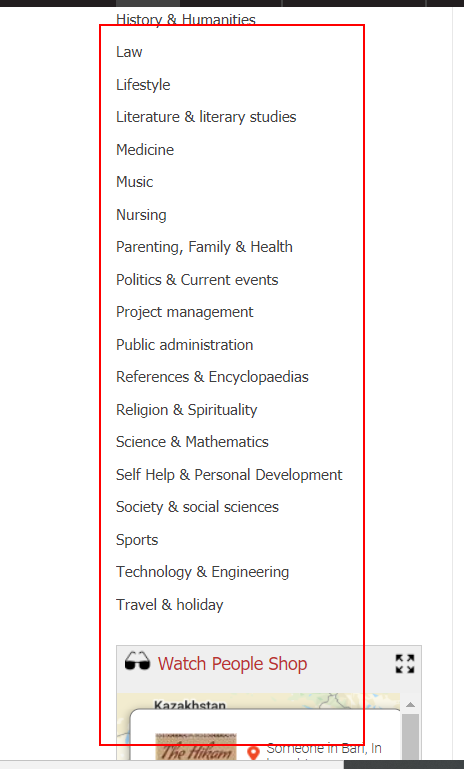 History & Humanities
Law
Lifestyle
Literature & literary studies
Medicine
Music
Nursing
Parenting, Family & Health
Politics & Current events
Project management
Public administration
References & Encyclopaedias
Religion & Spirituality
Science & Mathematics
Self Help & Personal Development
Society & social sciences
Sports
Technology & Engineering
Travel & holiday
Watch People Shop
Kazakhstan
The Hikam
Someone in Bari, In